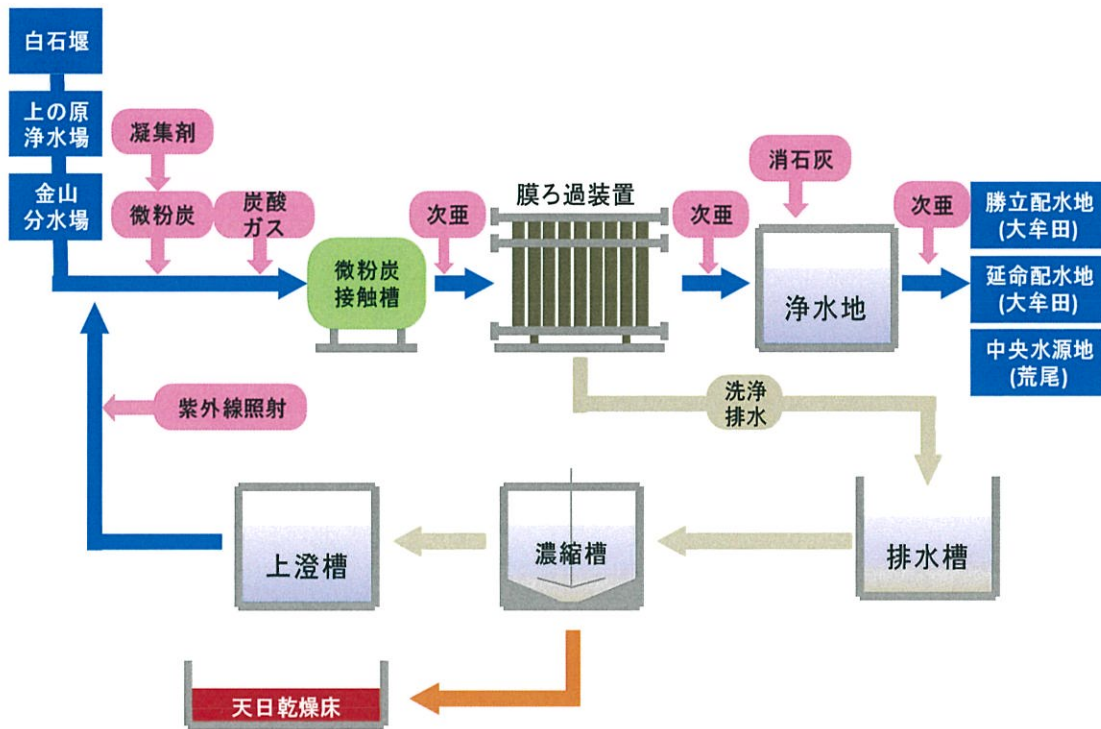 白石堰
上の原
浄水場
金山
分水場
凝集剤
微粉炭
炭酸
ガス
微粉炭
接触槽
次亜
膜ろ過装置
次亜
消石灰
浄水地
次亜
勝立配水地
(大牟田)
延命配水地
(大牟田)
中央水源地
(荒尾)
洗浄
排水
紫外線照射
上澄槽
濃縮槽
排水槽
天日乾燥床